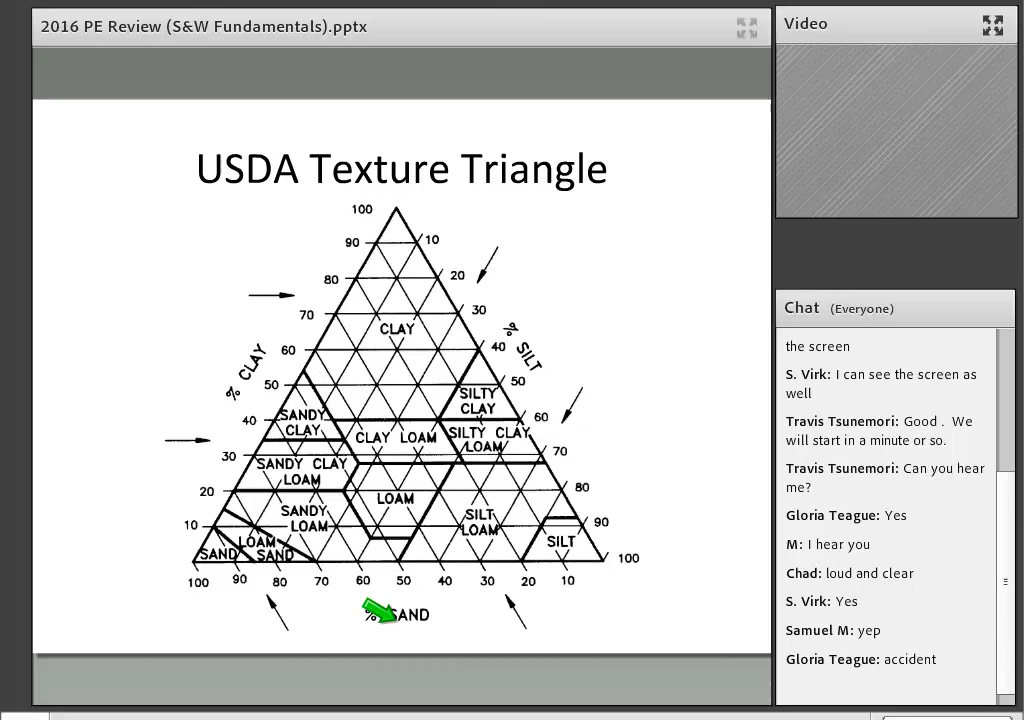 2016 PE Review (S&W Fundamentals).pptx
USDA Texture Triangle
100
90
80
70
60
50
40
30
20
10
% CLAY
10
20
30
40
50
60
70
80
90
100
% SILT
CLAY
SILTY
CLAY
SANDY
CLAY
CLAY LOAM
SILTY CLAY
LOAM
SANDY CLAY
LOAM
LOAM
SANDY
LOAM
SILT
LOAM
SILT
LOAM
SAND
SAND
100
90
80
70
60
50
40
30
20
10
% SAND
Video
Chat (Everyone)
the screen
S. Virk: I can see the screen as
well
Travis Tsunemori: Good . We
will start in a minute or so.
Travis Tsunemori: Can you hear
me?
Gloria Teague: Yes
M: I hear you
Chad: loud and clear
S. Virk: Yes
Samuel M: yep
Gloria Teague: accident